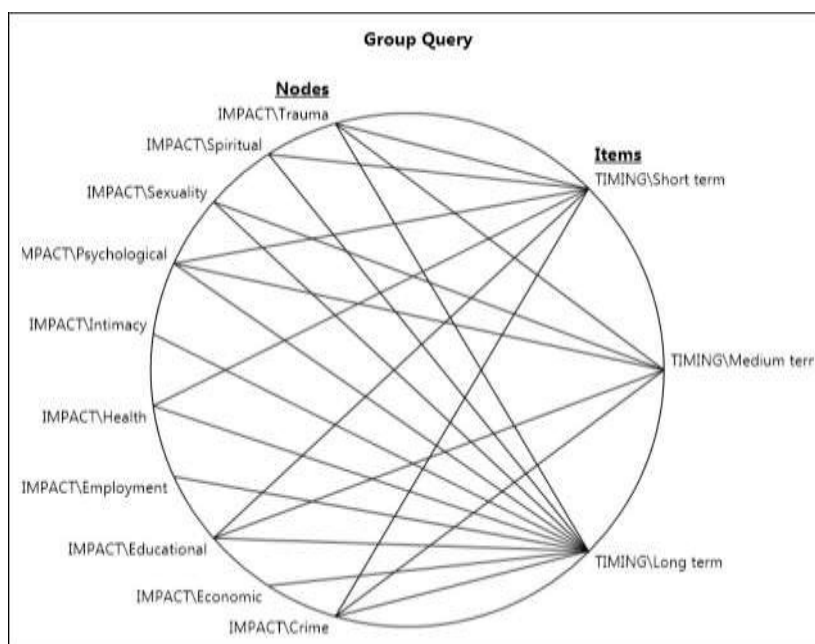 Group Query
Nodes
IMPACT\Trauma
IMPACT\Spiritual
IMPACT\Sexuality
MPACT\Psychological
IMPACT\Intimacy
IMPACT\Health
IMPACT\Employment
IMPACT\Educational
IMPACT\Economic
IMPACT\Crime
Items
TIMING\Short term
TIMING\Medium term
TIMING\Long term